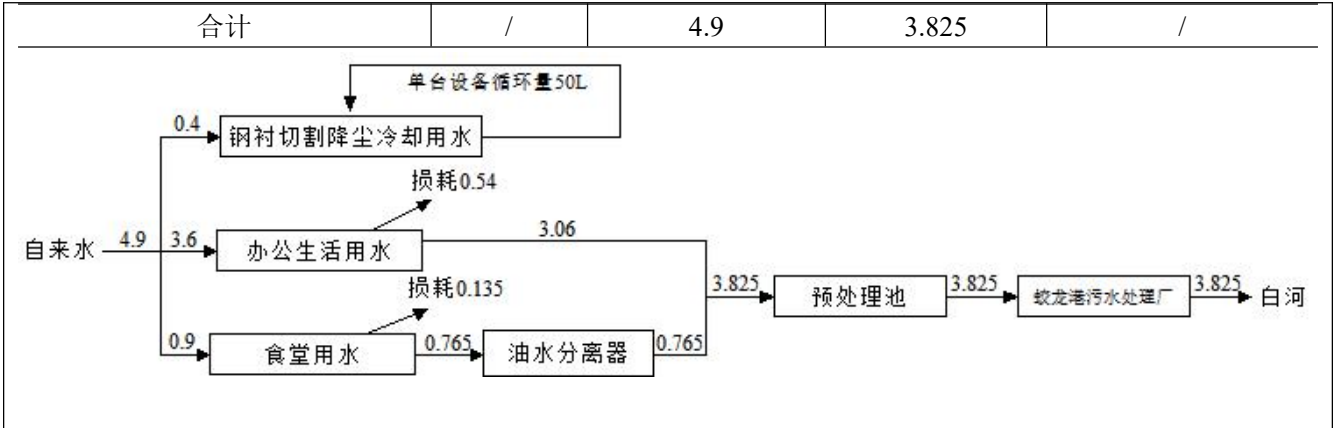 合计 / 4.9 3.825 /
单台设备循环量50L
0.4 钢衬切割降尘冷却用水
损耗0.54
自来水 4.9 3.6 办公生活用水 3.06
损耗0.135
3.825 预处理池 3.825 蛟龙港污水处理厂 3.825 白河
0.9 食堂用水 0.765 油水分离器 0.765